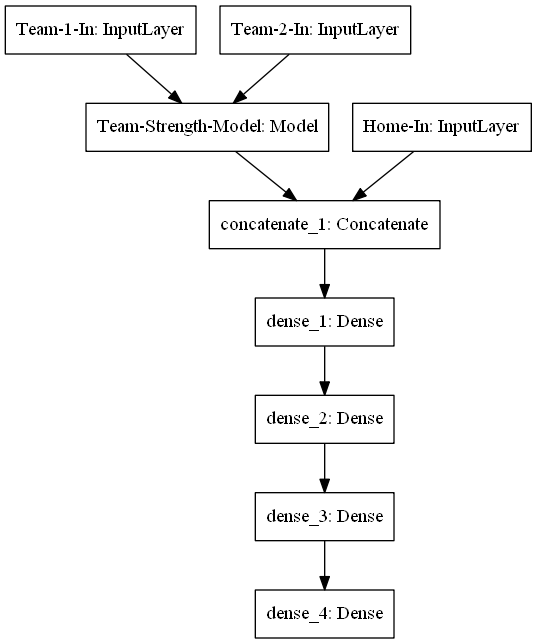 Team-1-In: InputLayer
Team-2-In: InputLayer
Team-Strength-Model: Model
Home-In: InputLayer
concatenate_1: Concatenate
dense_1: Dense
dense_2: Dense
dense_3: Dense
dense_4: Dense